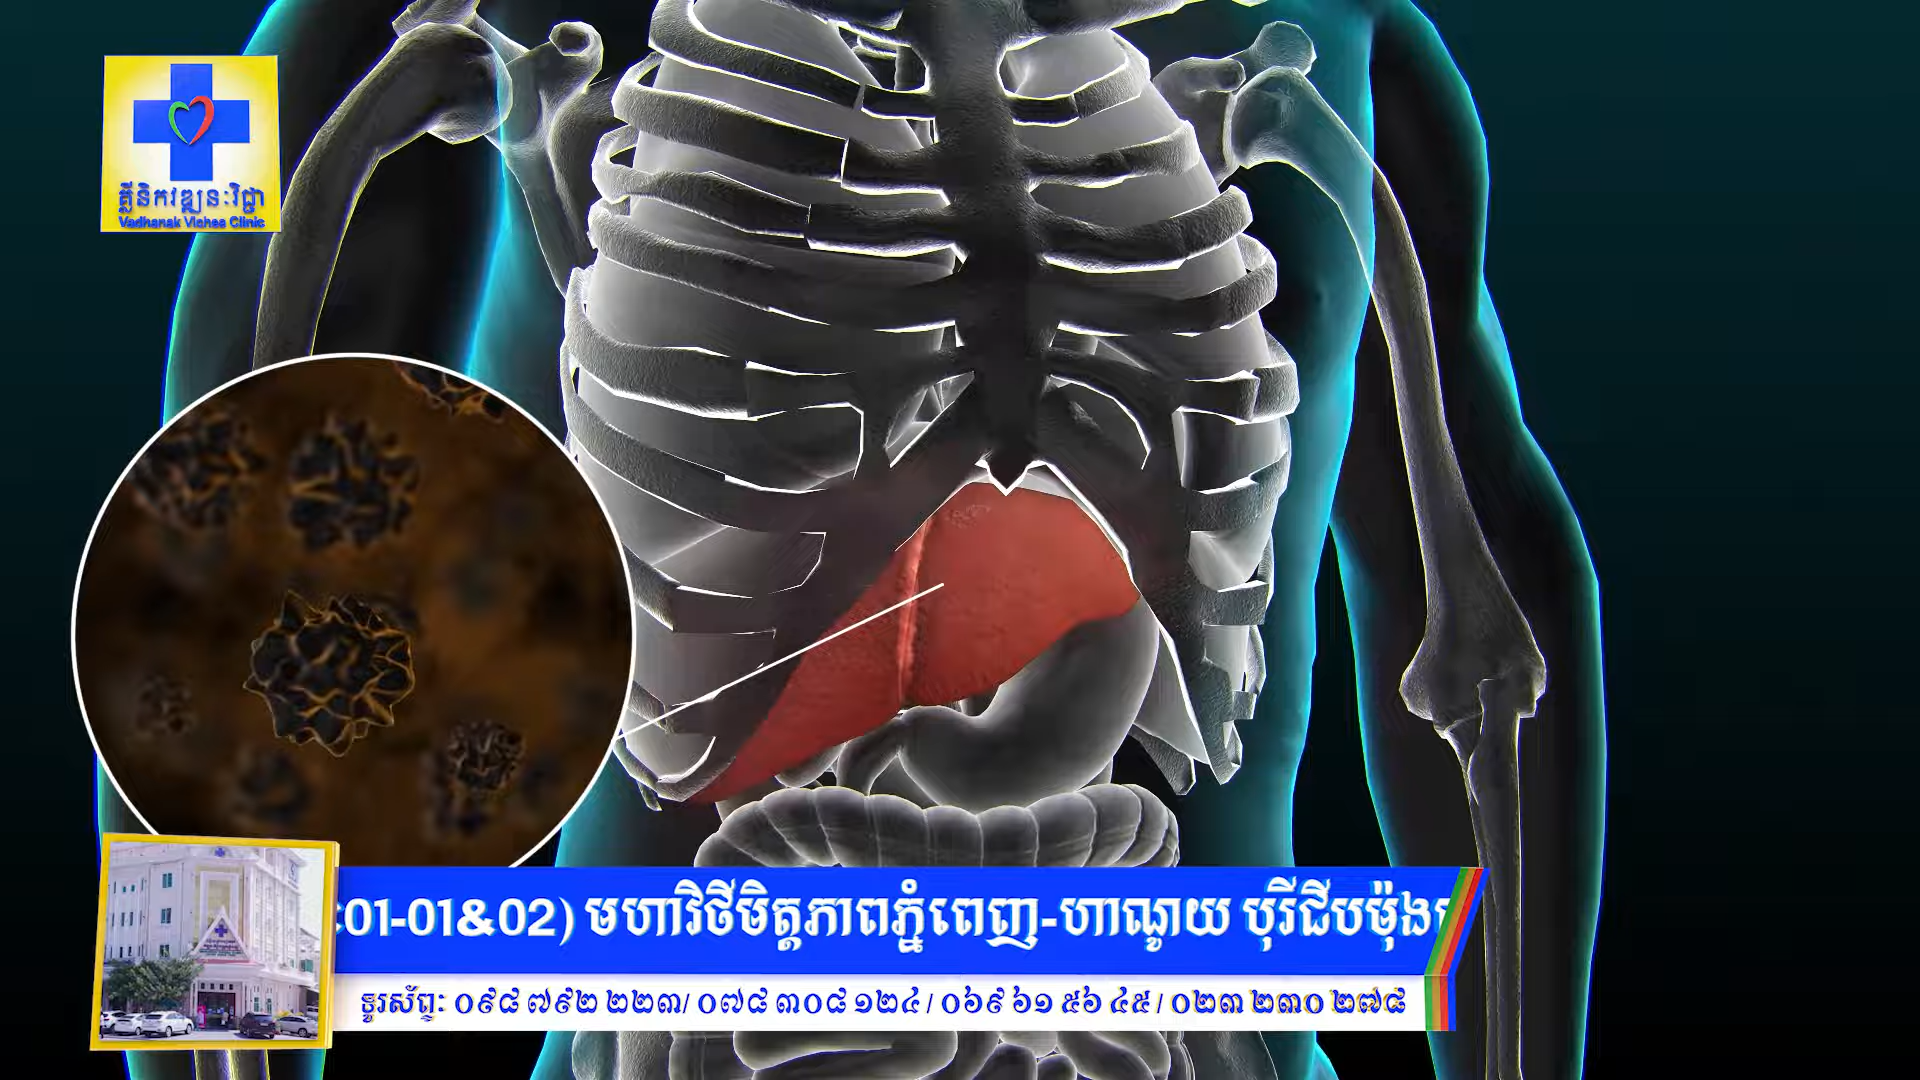 គ្លីនិកវឌ្ឍនៈវិជ្ជា
Vadhanak Vichea Clinic
01-01&02) មហាវិថីមិត្តភាពភ្នំពេញ-ហាណូយ បុរីជីបម៉ុង
ទូរស័ព្ទៈ ០៩៨ ៧៩២ ២២៣/ ០៧៨ ៣០៨ ១២៤/ ០៦៩ ៦១ ៥៦ ៤៥/ ០២៣ ២៣០ ២៧៨